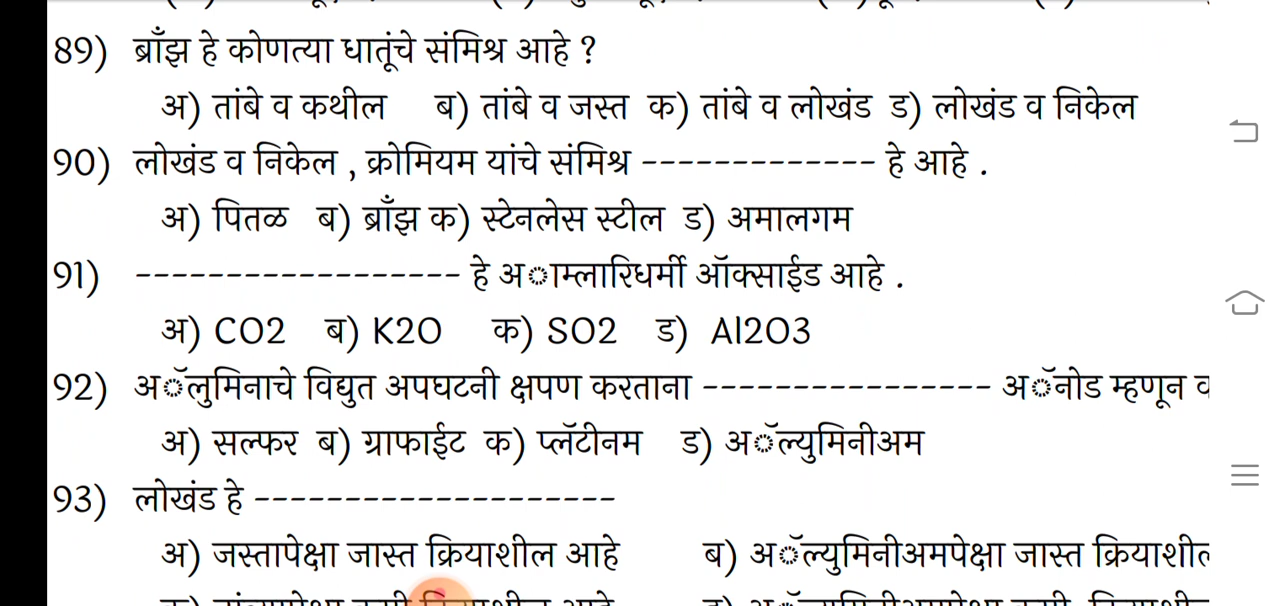 89) ब्राँझ हे कोणत्या धातूंचे संमिश्र आहे ?
अ) तांबे व कथील ब) तांबे व जस्त क) तांबे व लोखंड ड) लोखंड व निकेल
90) लोखंड व निकेल , क्रोमियम यांचे संमिश्र ------------- हे आहे .
अ) पितळ ब) ब्राँझ क) स्टेनलेस स्टील ड) अमालगम
91) ------------------ हे अाम्लारिधर्मी ऑक्साईड आहे .
अ) CO2 ब) K2O क) SO2 ड) Al2O3
92) अॅलुमिनाचे विद्युत अपघटनी क्षपण करताना ---------------- अॅनोड म्हणून
अ) सल्फर ब) ग्राफाईट क) प्लॅटीनम ड) अॅल्युमिनीअम
93) लोखंड हे --------------------
अ) जस्तापेक्षा जास्त क्रियाशील आहे ब) अॅल्युमिनीअमपेक्षा जास्त